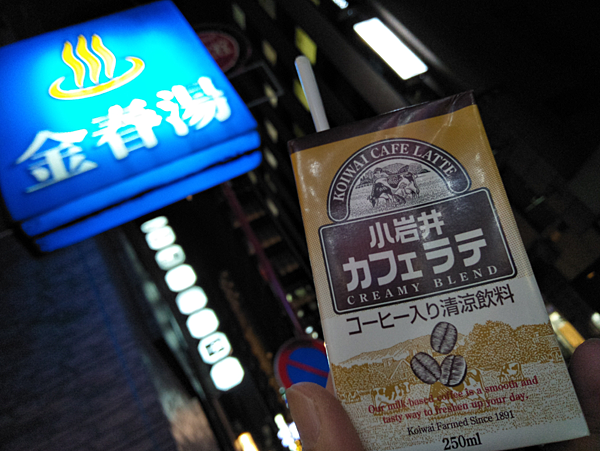 金春湯
KOIWAI CAFE LATTE
小岩井
カフェラテ
CREAMY BLEND
コーヒー入り清涼飲料
Our milk-based coffee is a smooth and
tasty way to freshen up your day.
Koiwai Farmed Since 1891
250ml